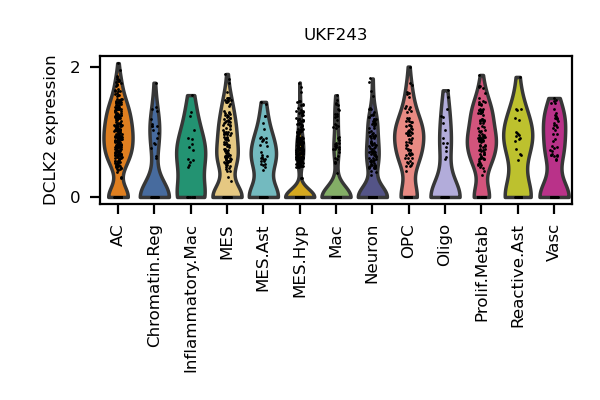 UKF243
DCLK2 expression
2
0
AC
Chromatin.Reg
Inflammatory.Mac
MES
MES.Ast
MES.Hyp
Mac
Neuron
OPC
Oligo
Prolif.Metab
Reactive.Ast
Vasc